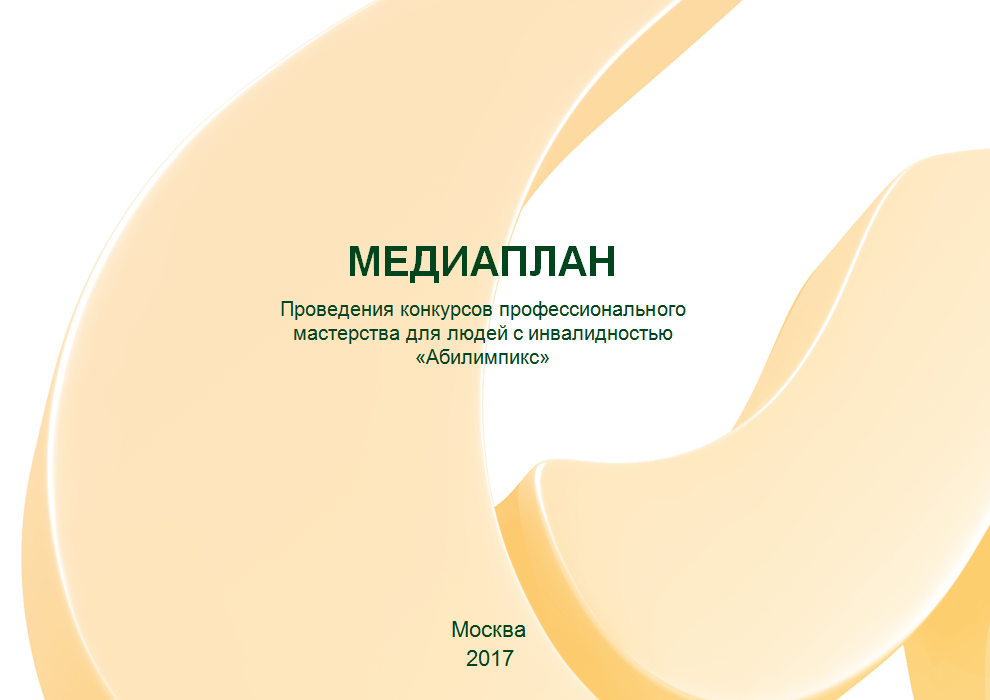 МЕДИАПЛАН
Проведения конкурсов профессионального
мастерства для людей с инвалидностью
«Абилимпикс»
Москва
2017